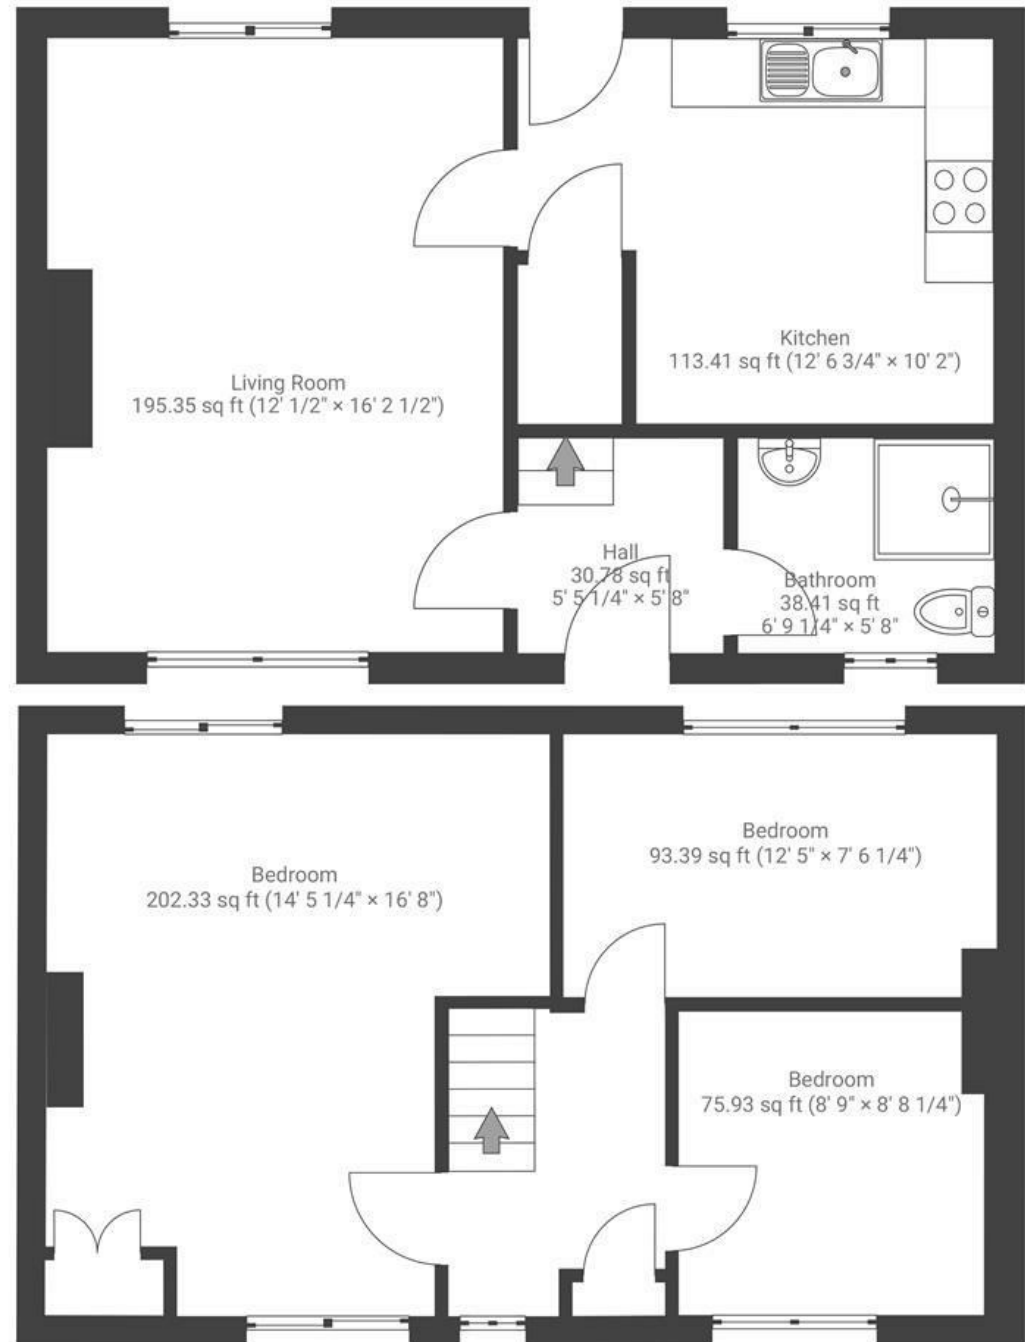 Kitchen
113.41 sq ft (12' 6 3/4" × 10' 2")
Living Room
195.35 sq ft (12' 1/2" × 16' 2 1/2")
Hall
30.78 sq ft
5' 5 1/4" × 5' 8"
Bathroom
38.41 sq ft
6' 9 1/4" × 5' 8"
Bedroom
93.39 sq ft (12' 5" × 7' 6 1/4")
Bedroom
202.33 sq ft (14' 5 1/4" × 16' 8")
Bedroom
75.93 sq ft (8' 9" × 8' 8 1/4")